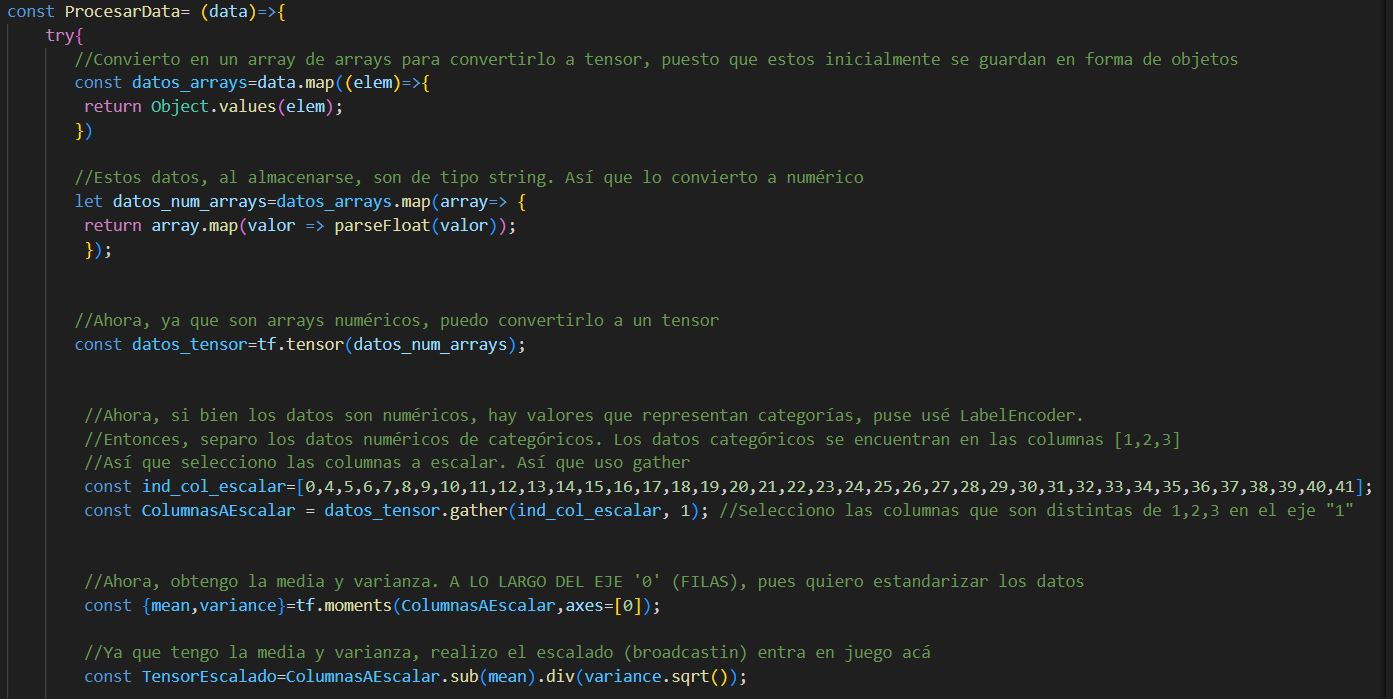 const ProcesarData= (data)=>{
try{
//Convierto en un array de arrays para convertirlo a tensor, puesto que estos inicialmente se guardan en forma de objetos
const datos_arrays=data.map((elem)=>{
return Object.values(elem);
})
//Estos datos, al almacenarse, son de tipo string. Así que lo convierto a numérico
let datos_num_arrays=datos_arrays.map(array=> {
return array.map(valor => parseFloat(valor));
});
//Ahora, ya que son arrays numéricos, puedo convertirlo a un tensor
const datos_tensor=tf.tensor(datos_num_arrays);
//Ahora, si bien los datos son numéricos, hay valores que representan categorías, puse usé LabelEncoder.
//Entonces, separo los datos numéricos de categóricos. Los datos categóricos se encuentran en las columnas [1,2,3]
//Así que selecciono las columnas a escalar. Así que uso gather
const ind_col_escalar=[0,4,5,6,7,8,9,10,11,12,13,14,15,16,17,18,19,20,21,22,23,24,25,26,27,28,29,30,31,32,33,34,35,36,37,38,39,40,41];
const ColumnasAEscalar = datos_tensor.gather(ind_col_escalar, 1); //Selecciono las columnas que son distintas de 1,2,3 en el eje "1"
//Ahora, obtengo la media y varianza. A LO LARGO DEL EJE '0' (FILAS), pues quiero estandarizar los datos
const {mean,variance}=tf.moments(ColumnasAEscalar,axes=[0]);
//Ya que tengo la media y varianza, realizo el escalado (broadcastin) entra en juego acá
const TensorEscalado=ColumnasAEscalar.sub(mean).div(variance.sqrt());